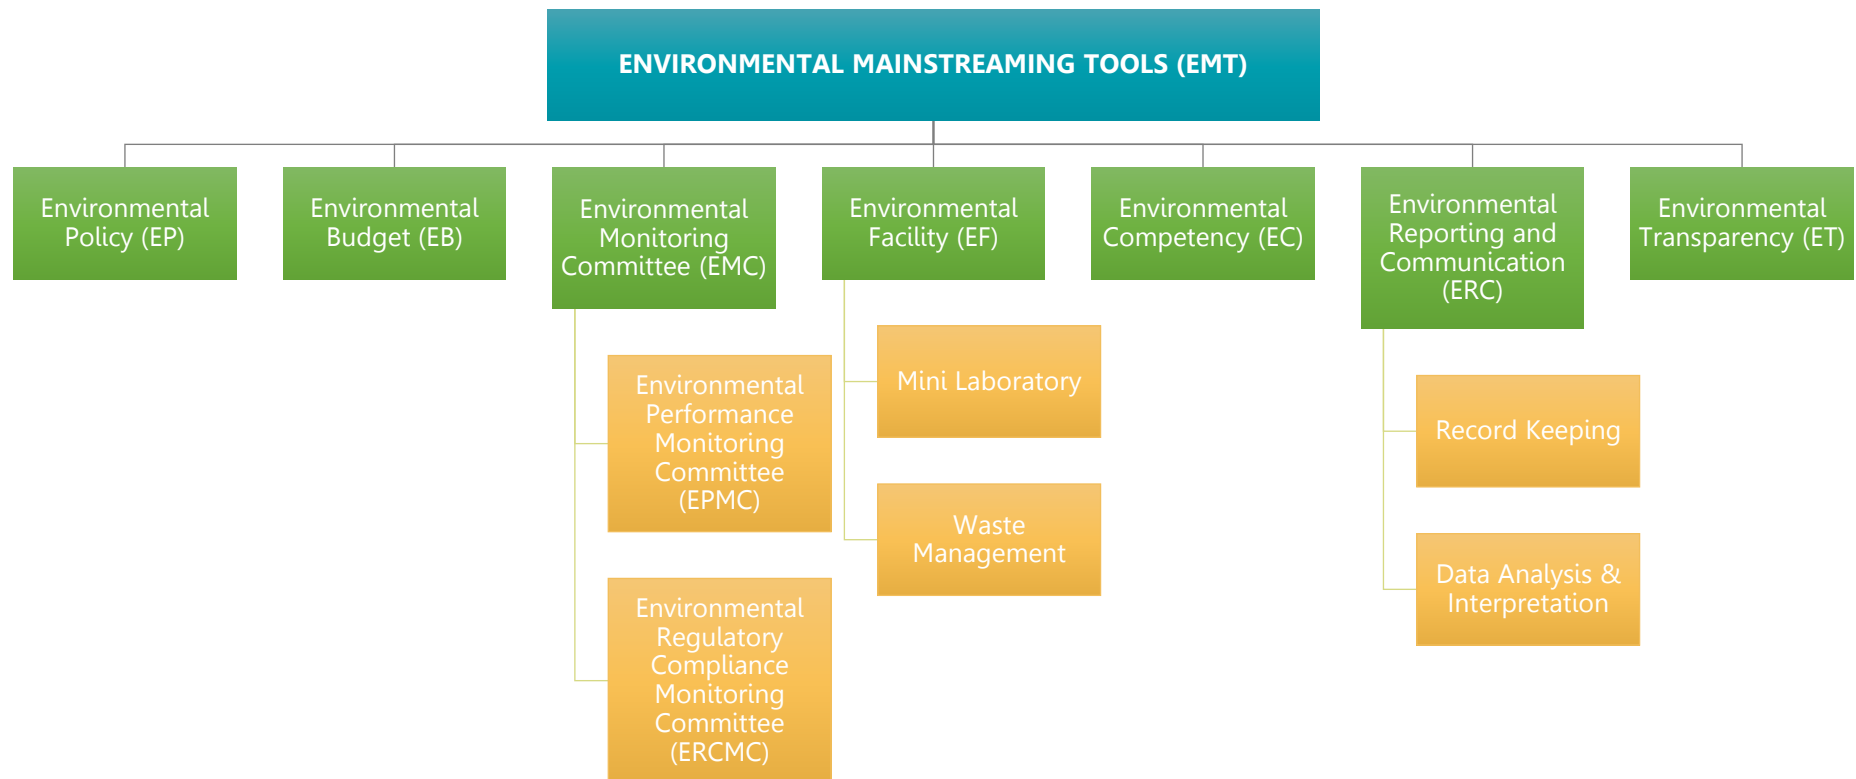 ENVIRONMENTAL MAINSTREAMING TOOLS (EMT)
Environmental
Policy (EP)
Environmental
Budget (EB)
Environmental
Monitoring
Committee (EMC)
Environmental
Performance
Monitoring
Committee
(EPMC)
Environmental
Regulatory
Compliance
Monitoring
Committee
(ERCMC)
Environmental
Facility (EF)
Mini Laboratory
Waste
Management
Environmental
Competency (EC)
Environmental
Reporting and
Communication
(ERC)
Record Keeping
Data Analysis &
Interpretation
Environmental
Transparency (ET)